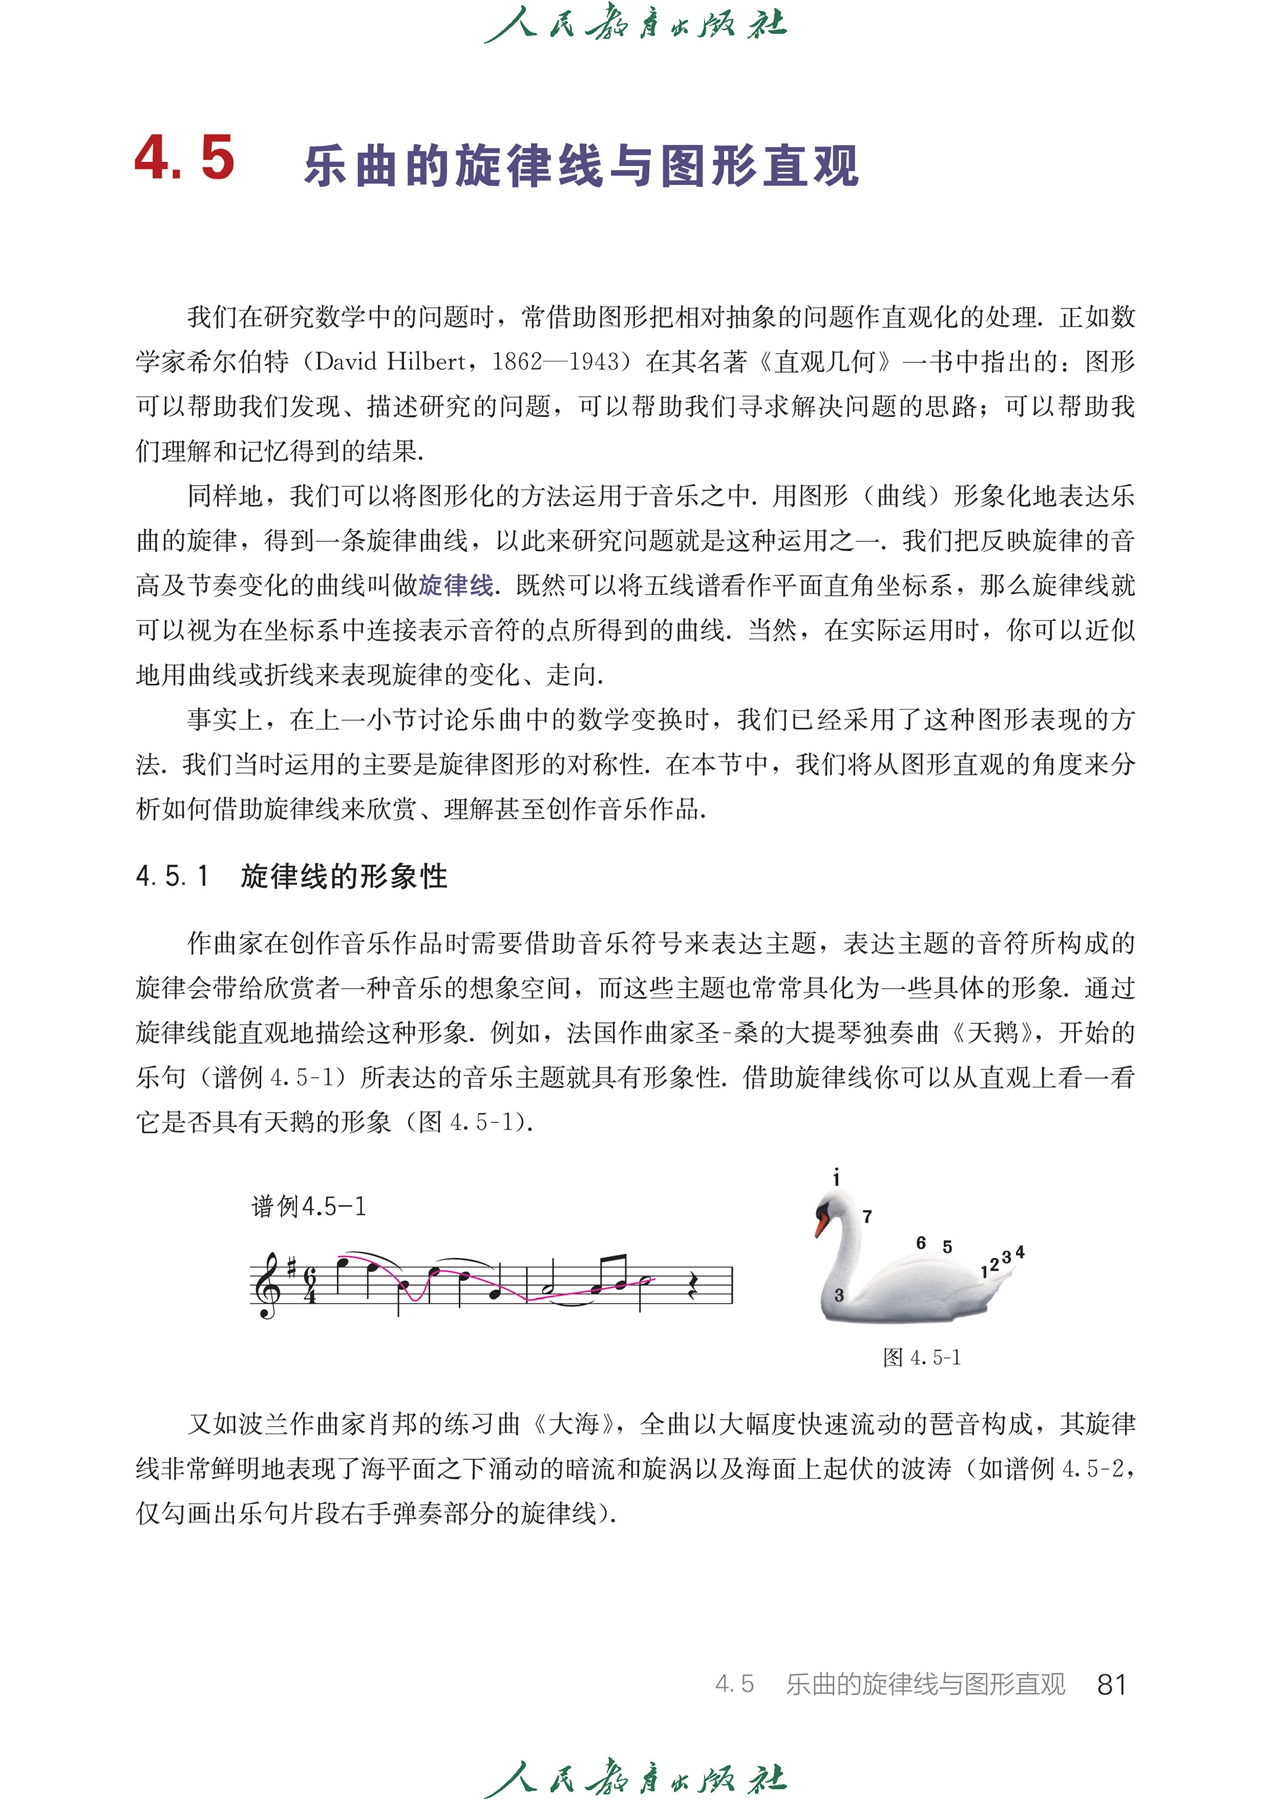 人民教育出版社
4.5 乐曲的旋律线与图形直观
我们在研究数学中的问题时，常借助图形把相对抽象的问题作直观化的处理. 正如数
学家希尔伯特（David Hilbert，1862—1943）在其名著《直观几何》一书中指出的：图形
可以帮助我们发现、描述研究的问题，可以帮助我们寻求解决问题的思路；可以帮助我
们理解和记忆得到的结果.
同样地，我们可以将图形化的方法运用于音乐之中. 用图形（曲线）形象化地表达乐
曲的旋律，得到一条旋律曲线，以此来研究问题就是这种运用之一. 我们把反映旋律的音
高及节奏变化的曲线叫做旋律线. 既然可以将五线谱看作平面直角坐标系，那么旋律线就
可以视为在坐标系中连接表示音符的点所得到的曲线. 当然，在实际运用时，你可以近似
地用曲线或折线来表现旋律的变化、走向.
事实上，在上一小节讨论乐曲中的数学变换时，我们已经采用了这种图形表现的方
法. 我们当时运用的主要是旋律图形的对称性. 在本节中，我们将从图形直观的角度来分
析如何借助旋律线来欣赏、理解甚至创作音乐作品.
4.5.1 旋律线的形象性
作曲家在创作音乐作品时需要借助音乐符号来表达主题，表达主题的音符所构成的
旋律会带给欣赏者一种音乐的想象空间，而这些主题也常常具化为一些具体的形象. 通过
旋律线能直观地描绘这种形象. 例如，法国作曲家圣-桑的大提琴独奏曲《天鹅》，开始的
乐句（谱例 4.5-1）所表达的音乐主题就具有形象性. 借助旋律线你可以从直观上看一看
它是否具有天鹅的形象（图 4.5-1）.
谱例4.5-1
6
4
i
7
6 5
1 2 3 4
3
图 4.5-1
又如波兰作曲家肖邦的练习曲《大海》，全曲以大幅度快速流动的琶音构成，其旋律
线非常鲜明地表现了海平面之下涌动的暗流和旋涡以及海面上起伏的波涛（如谱例 4.5-2，
仅勾画出乐句片段右手弹奏部分的旋律线）.
4.5 乐曲的旋律线与图形直观 81
人民教育出版社